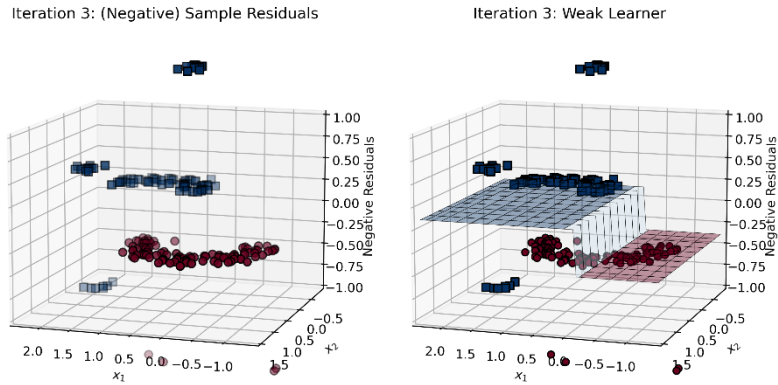 Iteration 3: (Negative) Sample Residuals
1.00
0.75
0.50
0.25
0.00
−0.25
−0.50
−0.75
−1.00
Negative Residuals
2.0 1.5 1.0 0.5 0.0 −0.5 −1.0
x1
−0.5
0.0
0.5
1.0
1.5
x2
Iteration 3: Weak Learner
1.00
0.75
0.50
0.25
0.00
−0.25
−0.50
−0.75
−1.00
Negative Residuals
2.0 1.5 1.0 0.5 0.0 −0.5 −1.0
x1
−0.5
0.0
0.5
1.0
1.5
x2